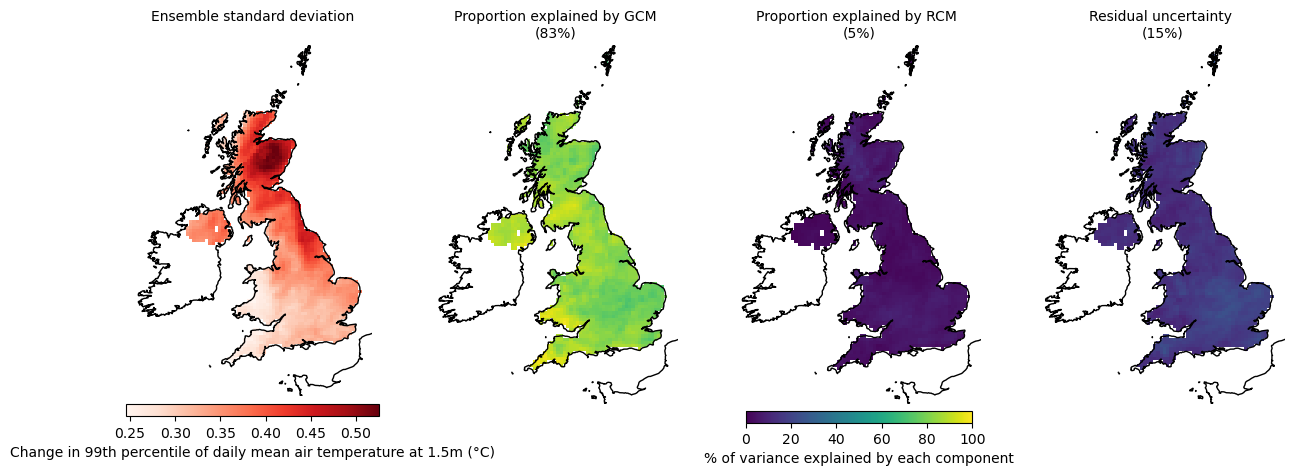 Ensemble standard deviation
Proportion explained by GCM
(83%)
Proportion explained by RCM
(5%)
Residual uncertainty
(15%)
0.25 0.30 0.35 0.40 0.45 0.50
Change in 99th percentile of daily mean air temperature at 1.5m (°C)
0 20 40 60 80 100
% of variance explained by each component